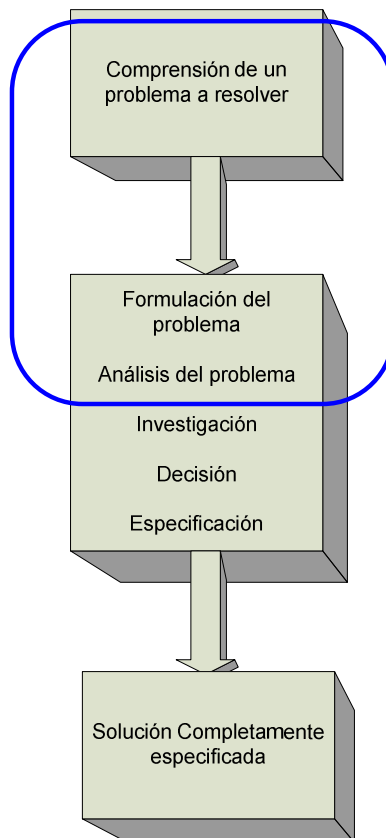 Comprensión de un
problema a resolver
Formulación del
problema
Análisis del problema
Investigación
Decisión
Especificación
Solución Completamente
especificada